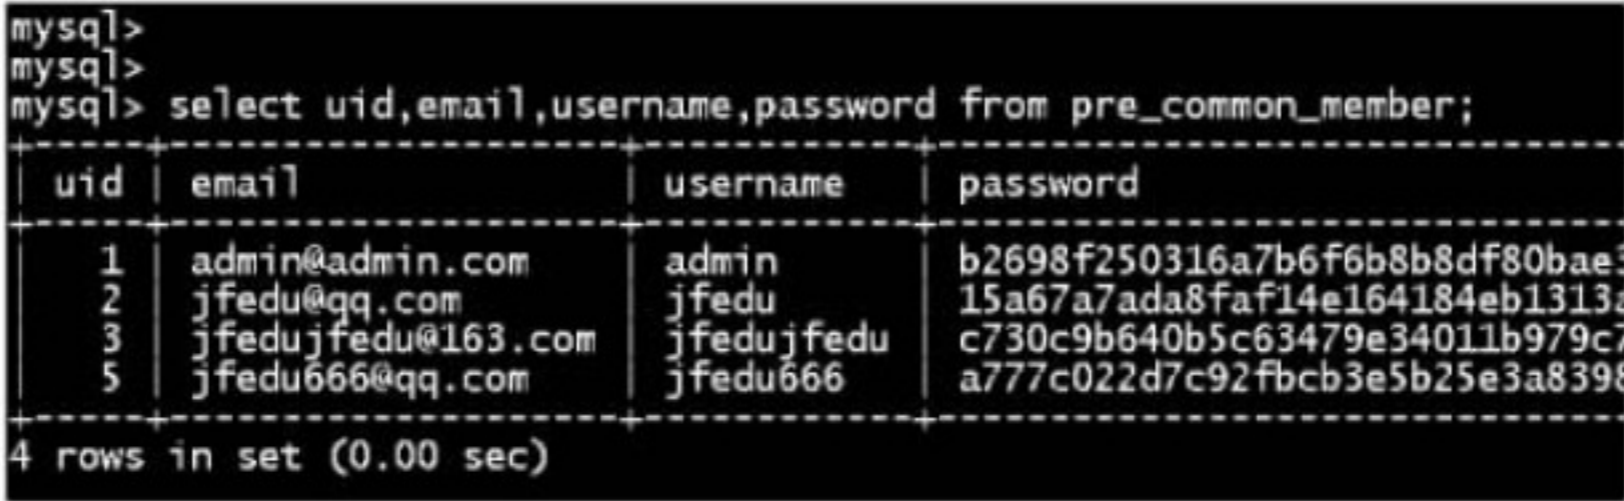 mysql>
mysql>
mysql> select uid,email,username,password from pre_common_member;
+-----+--------------------+------------+------------------------------
| uid | email | username | password
+-----+--------------------+------------+------------------------------
| 1 | admin@admin.com | admin | b2698f250316a7b6f6b8b8df80bae
| 2 | jfedu@qq.com | jfedu | 15a67a7ada8faf14e164184eb1313
| 3 | jfedujfedu@163.com | jfedujfedu | c730c9b640b5c63479e34011b979c
| 5 | jfedu666@qq.com | jfedu666 | a777c022d7c92fbcb3e5b25e3a839
+-----+--------------------+------------+------------------------------
4 rows in set (0.00 sec)